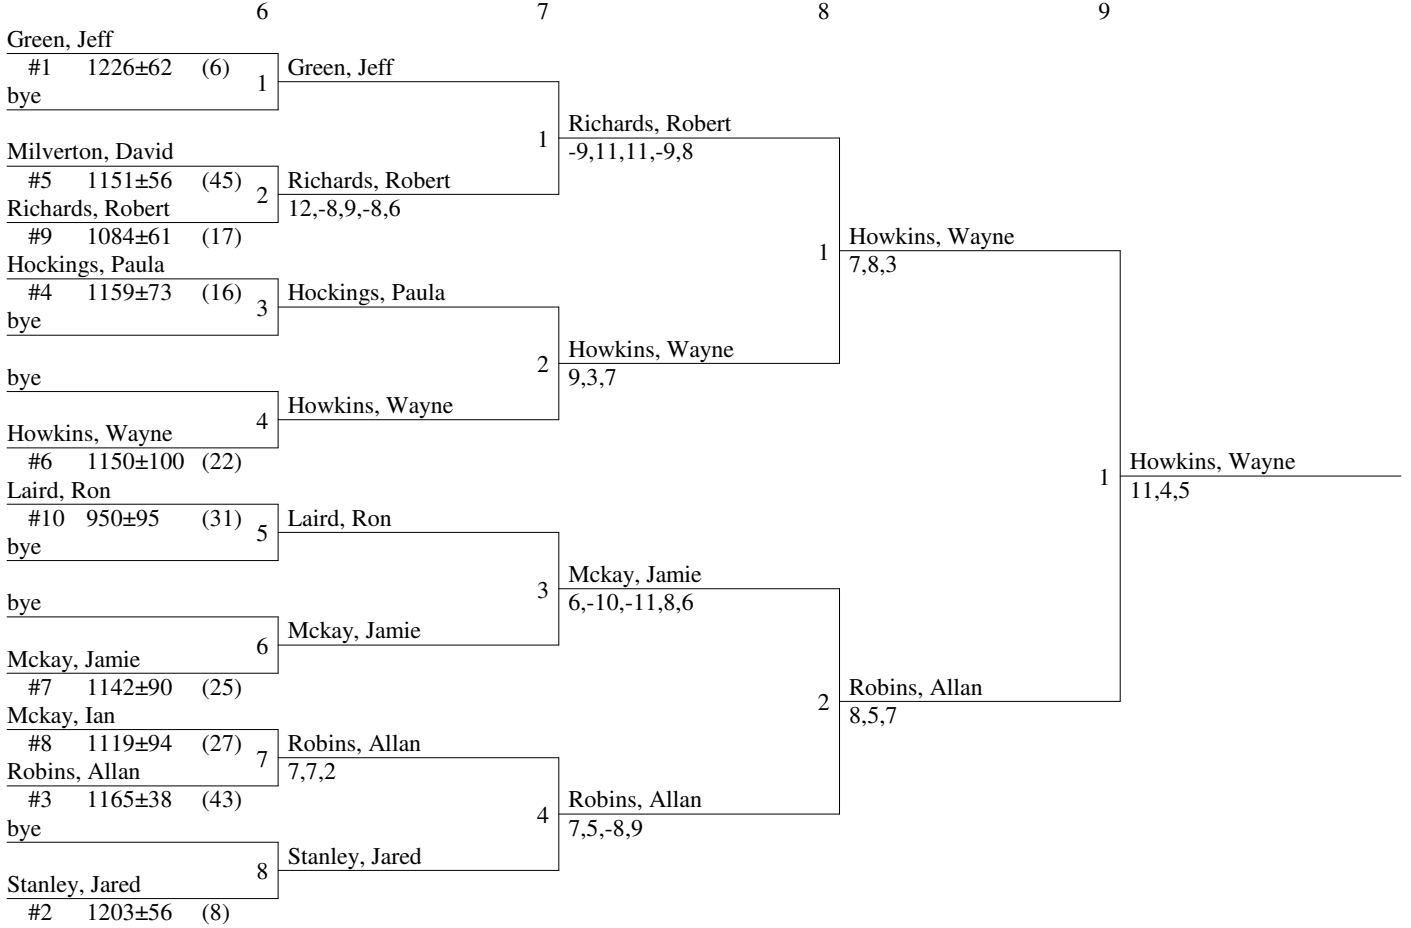 6 7 8 9
Green, Jeff
#1 1226±62 (6)
bye
1
Green, Jeff
Milverton, David
#5 1151±56 (45)
Richards, Robert
#9 1084±61 (17)
2
Richards, Robert
12,-8,9,-8,6
Hockings, Paula
#4 1159±73 (16)
bye
3
Hockings, Paula
bye
Howkins, Wayne
#6 1150±100 (22)
4
Howkins, Wayne
Laird, Ron
#10 950±95 (31)
bye
5
Laird, Ron
bye
Mckay, Jamie
#7 1142±90 (25)
6
Mckay, Jamie
Mckay, Ian
#8 1119±94 (27)
Robins, Allan
#3 1165±38 (43)
7
Robins, Allan
7,7,2
bye
Stanley, Jared
#2 1203±56 (8)
8
Stanley, Jared
1
Richards, Robert
-9,11,11,-9,8
2
Howkins, Wayne
9,3,7
3
Mckay, Jamie
6,-10,-11,8,6
4
Robins, Allan
7,5,-8,9
1
Howkins, Wayne
7,8,3
2
Robins, Allan
8,5,7
1
Howkins, Wayne
11,4,5